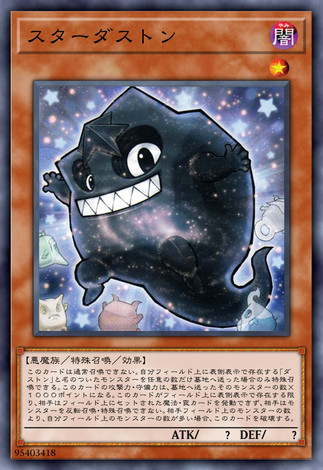 スターダストン
やみ
闇
【悪魔族／特殊召喚／効果】
このカードは通常召喚できない。自分フィールド上に表側表示で存在する「ダ
ストン」と名のついたモンスターを任意の数だけ墓地へ送った場合のみ特殊召
喚できる。このカードの攻撃力・守備力は、墓地へ送ったそのモンスターの数×
１０００ポイントになる。このカードがフィールド上に表側表示で存在する限
り、相手はフィールド上にセットされた魔法・罠カードを発動できず、相手はモン
スターを反転召喚・特殊召喚できない。相手フィールド上のモンスターの数
より、自分フィールド上のモンスターの数が多い場合、このカードを破壊する。
ATK/ ? DEF/ ?
95403418